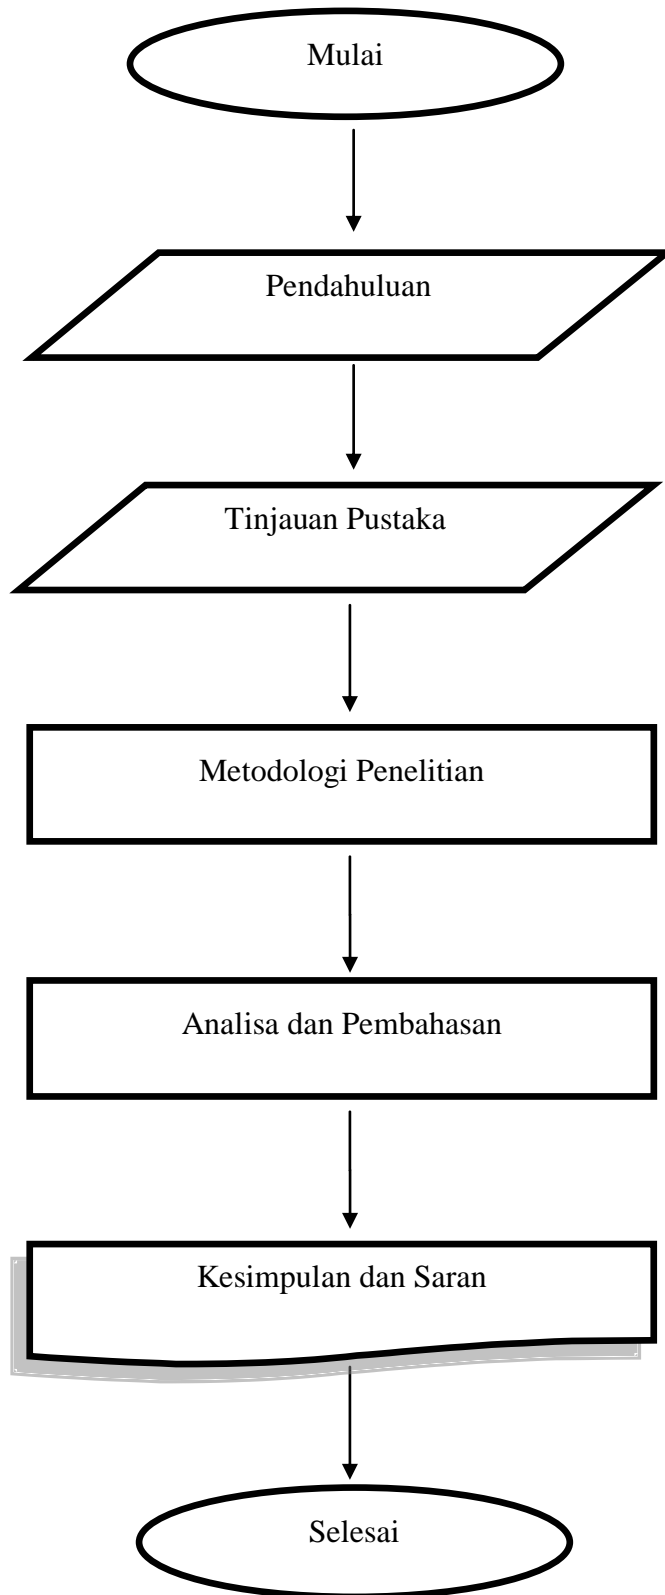 Mulai
Pendahuluan
Tinjauan Pustaka
Metodologi Penelitian
Analisa dan Pembahasan
Kesimpulan dan Saran
Selesai